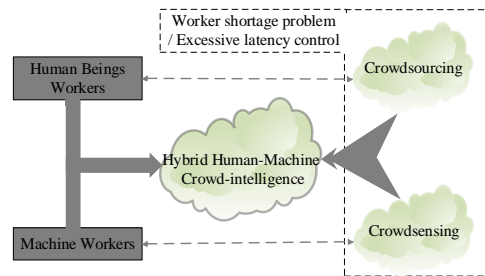 Worker shortage problem
/ Excessive latency control
Human Beings
Workers
Crowdsourcing
Hybrid Human-Machine
Crowd-intelligence
Machine Workers
Crowdsensing